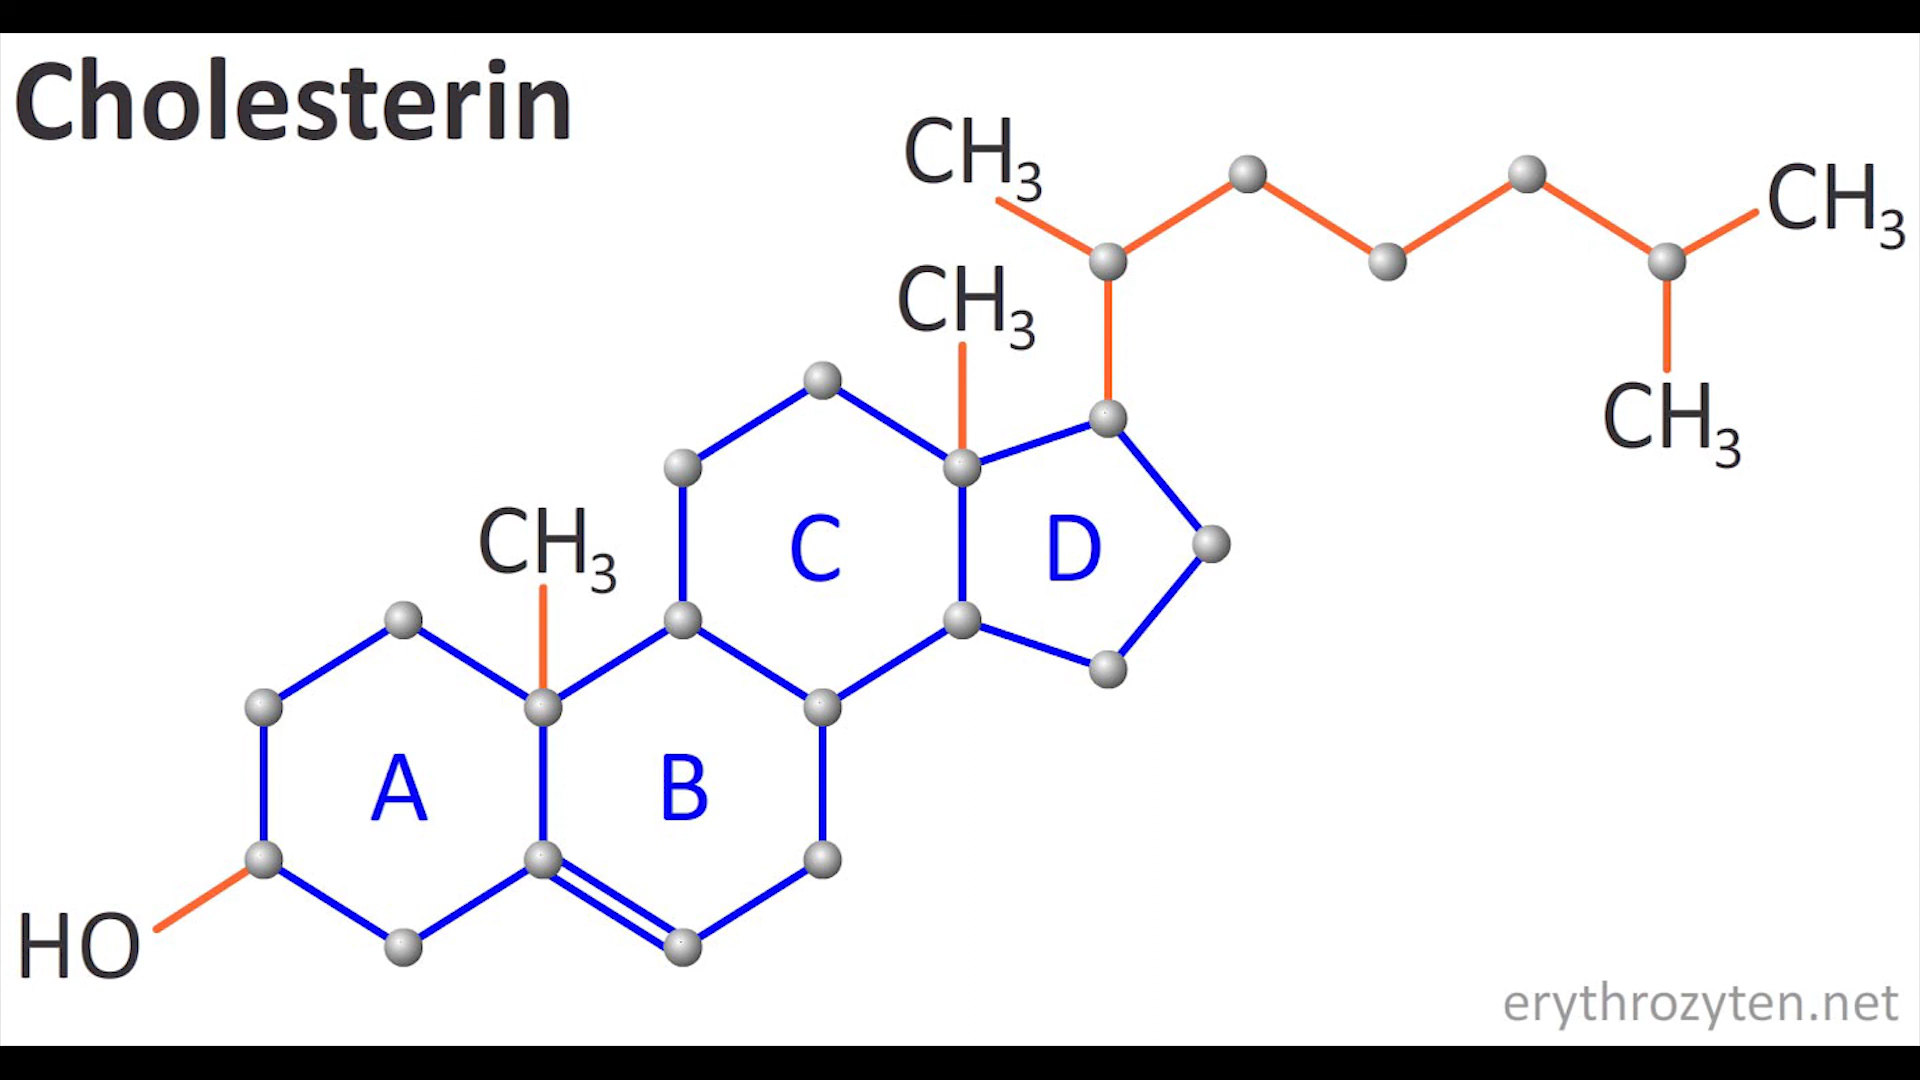 Cholesterin
CH₃
CH₃
CH₃
CH₃
CH₃
C
D
A
B
HO
erythrozyten.net